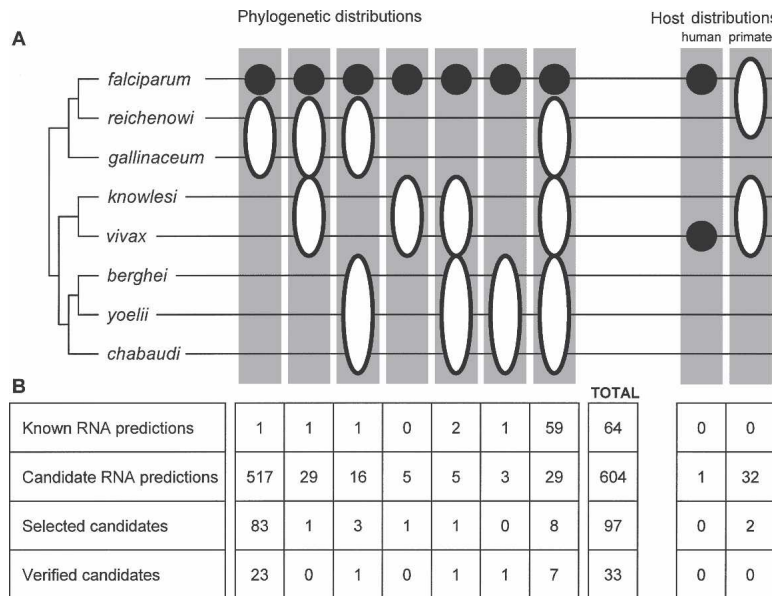 Phylogenetic distributions
Host distributions
A
human primate
falciparum
reichenowi
gallinaceum
knowlesi
vivax
berghei
yoelii
chabaudi
B
TOTAL
Known RNA predictions 1 1 1 0 2 1 59 64 0 0
Candidate RNA predictions 517 29 16 5 5 3 29 604 1 32
Selected candidates 83 1 3 1 1 0 8 97 0 2
Verified candidates 23 0 1 0 1 1 7 33 0 0